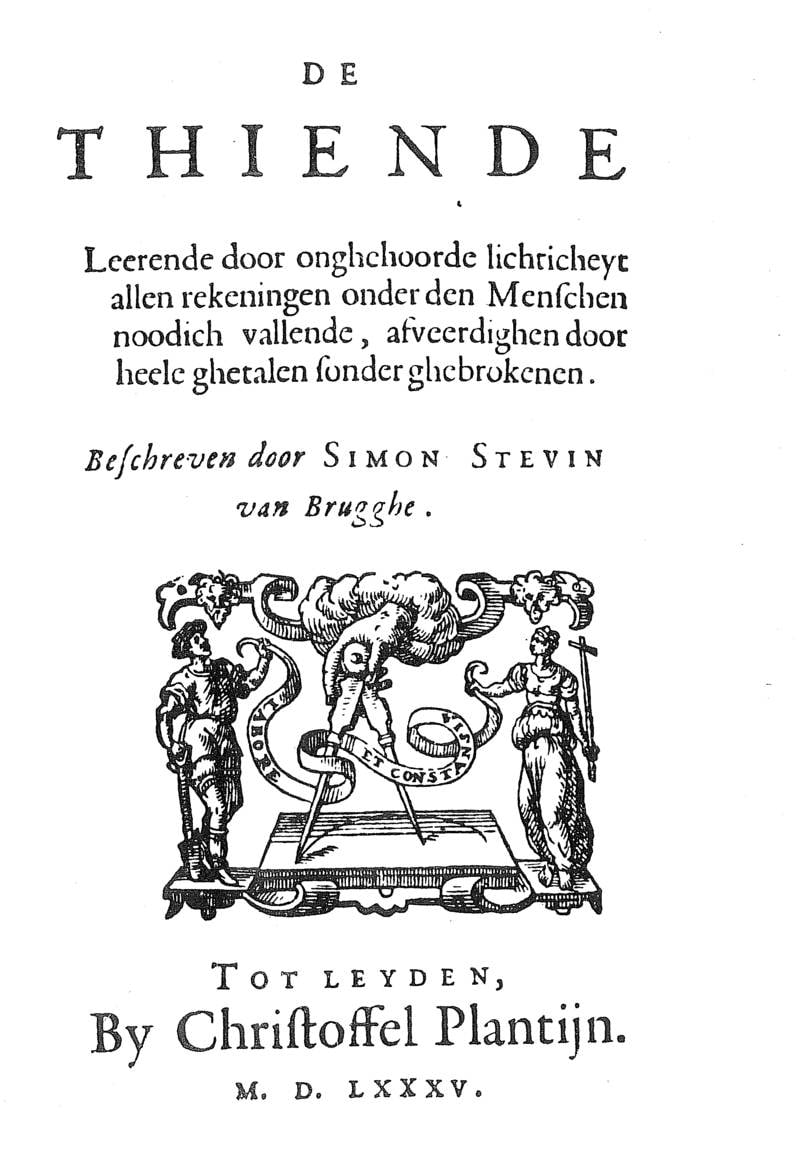 DE
THIENDE
Leerende door onghehoorde lichticheyt
allen rekeningen onder den Menſchen
noodich vallende, afveerdighen door
heele ghetalen ſonder ghebrokenen.
Beſchreven door SIMON STEVIN
van Brugghe.
LABORE
ET CONSTANSIA
TOT LEYDEN,
By Chriſtoffel Plantijn.
M. D. LXXXV.